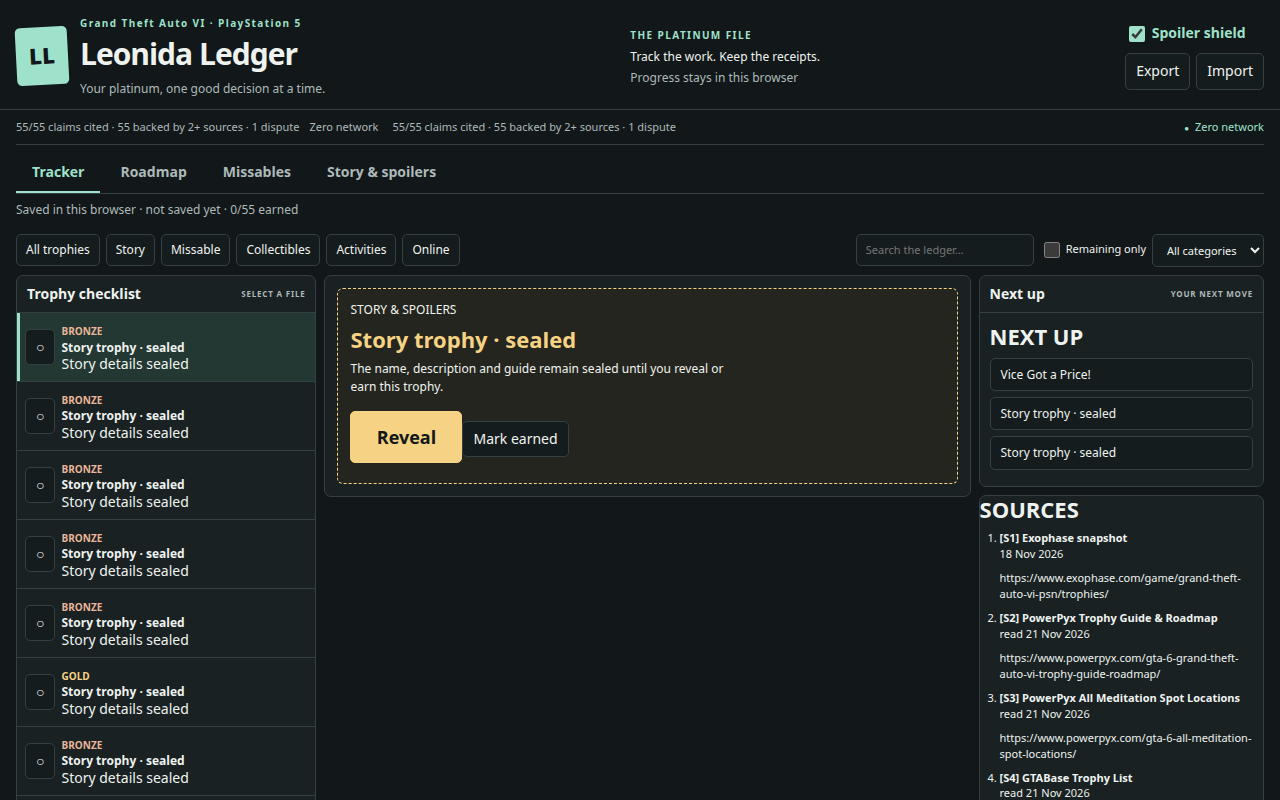 LL
Grand Theft Auto VI · PlayStation 5
Leonida Ledger
Your platinum, one good decision at a time.
THE PLATINUM FILE
Track the work. Keep the receipts.
Progress stays in this browser
Spoiler shield
Export
Import
55/55 claims cited · 55 backed by 2+ sources · 1 dispute
Zero network
55/55 claims cited · 55 backed by 2+ sources · 1 dispute
• Zero network
Tracker
Roadmap
Missables
Story & spoilers
Saved in this browser · not saved yet · 0/55 earned
All trophies
Story
Missable
Collectibles
Activities
Online
Search the ledger...
Remaining only
All categories
Trophy checklist
SELECT A FILE
BRONZE
Story trophy · sealed
Story details sealed
BRONZE
Story trophy · sealed
Story details sealed
BRONZE
Story trophy · sealed
Story details sealed
BRONZE
Story trophy · sealed
Story details sealed
BRONZE
Story trophy · sealed
Story details sealed
GOLD
Story trophy · sealed
Story details sealed
BRONZE
Story trophy · sealed
Story details sealed
STORY & SPOILERS
Story trophy · sealed
The name, description and guide remain sealed until you reveal or
earn this trophy.
Reveal
Mark earned
Next up
YOUR NEXT MOVE
NEXT UP
Vice Got a Price!
Story trophy · sealed
Story trophy · sealed
SOURCES
1. [S1] Exophase snapshot
18 Nov 2026
https://www.exophase.com/game/grand-theft-
auto-vi-psn/trophies/
2. [S2] PowerPyx Trophy Guide & Roadmap
read 21 Nov 2026
https://www.powerpyx.com/gta-6-grand-theft-
auto-vi-trophy-guide-roadmap/
3. [S3] PowerPyx All Meditation Spot Locations
read 21 Nov 2026
https://www.powerpyx.com/gta-6-all-meditation-
spot-locations/
4. [S4] GTABase Trophy List
read 21 Nov 2026